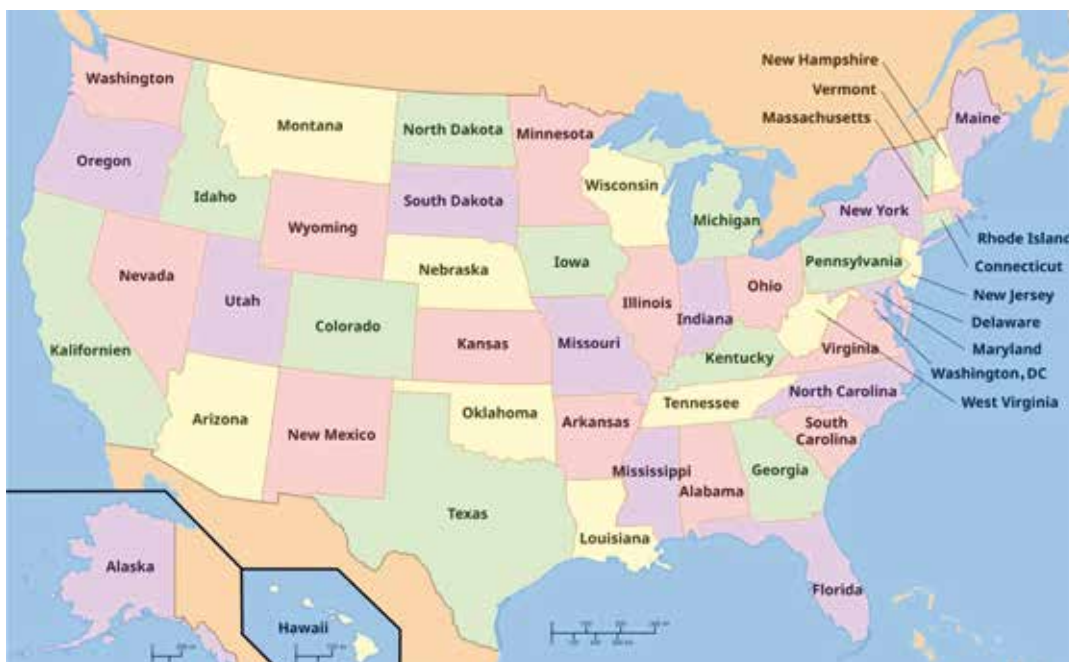 New Hampshire
Vermont
Massachusetts
Washington
Montana
North Dakota
Minnesota
Maine
Oregon
Idaho
Wisconsin
South Dakota
Michigan
New York
Wyoming
Rhode Island
Nevada
Nebraska
Iowa
Pennsylvania
Connecticut
Utah
Colorado
Illinois
Indiana
Ohio
New Jersey
Delaware
Kalifornien
Kansas
Missouri
Kentucky
Virginia
Maryland
Washington, DC
Arizona
New Mexico
Oklahoma
Arkansas
Tennessee
North Carolina
West Virginia
South
Carolina
Texas
Mississippi
Alabama
Georgia
Louisiana
Alaska
Florida
Hawaii